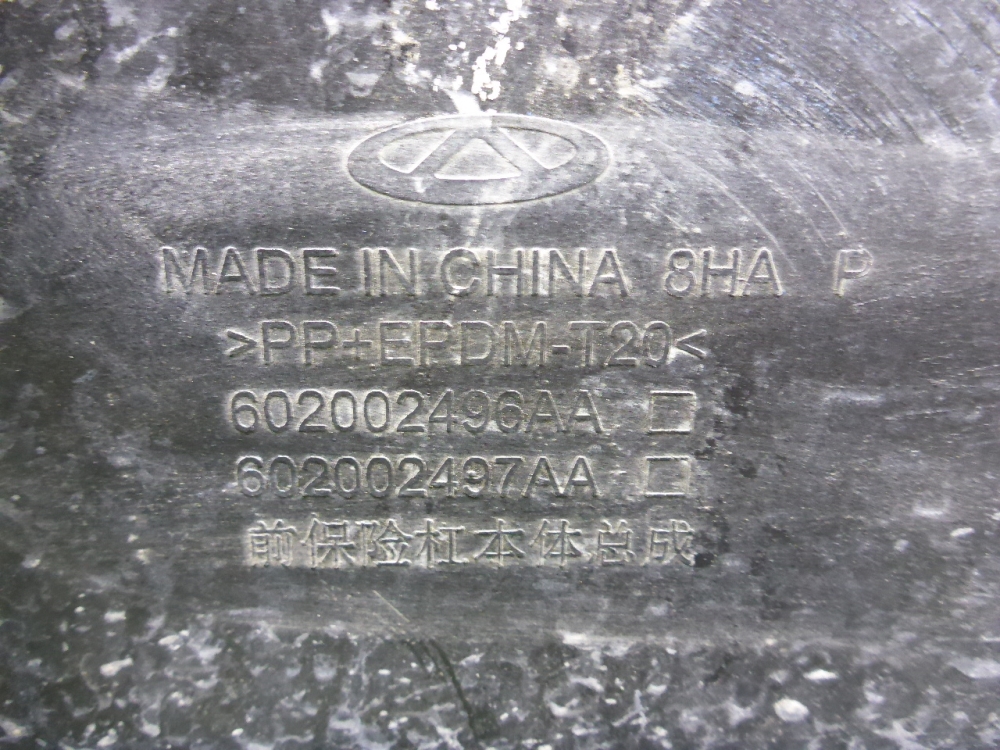 MADE IN CHINA 8HA P
>PP+EPDM-T20<
602002496AA □
602002497AA □
前保险杠本体总成